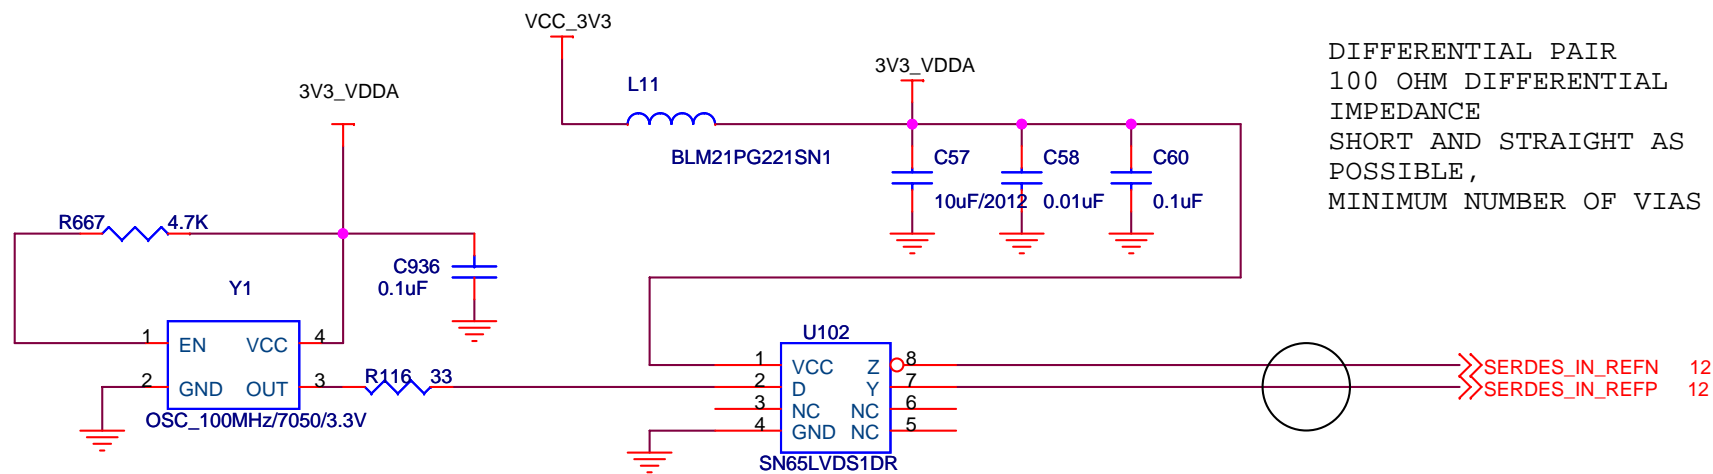 VCC_3V3
DIFFERENTIAL PAIR
100 OHM DIFFERENTIAL
IMPEDANCE
SHORT AND STRAIGHT AS
POSSIBLE,
MINIMUM NUMBER OF VIAS
3V3_VDDA
3V3_VDDA
L11
BLM21PG221SN1
C57
10uF/2012
C58
0.01uF
C60
0.1uF
R667 4.7K
C936
0.1uF
Y1
1 EN VCC 4
2 GND OUT 3
OSC_100MHz/7050/3.3V
R116 33
U102
1 VCC Z 8
2 D Y 7
3 NC NC 6
4 GND NC 5
SN65LVDS1DR
SERDES_IN_REFN 12
SERDES_IN_REFP 12